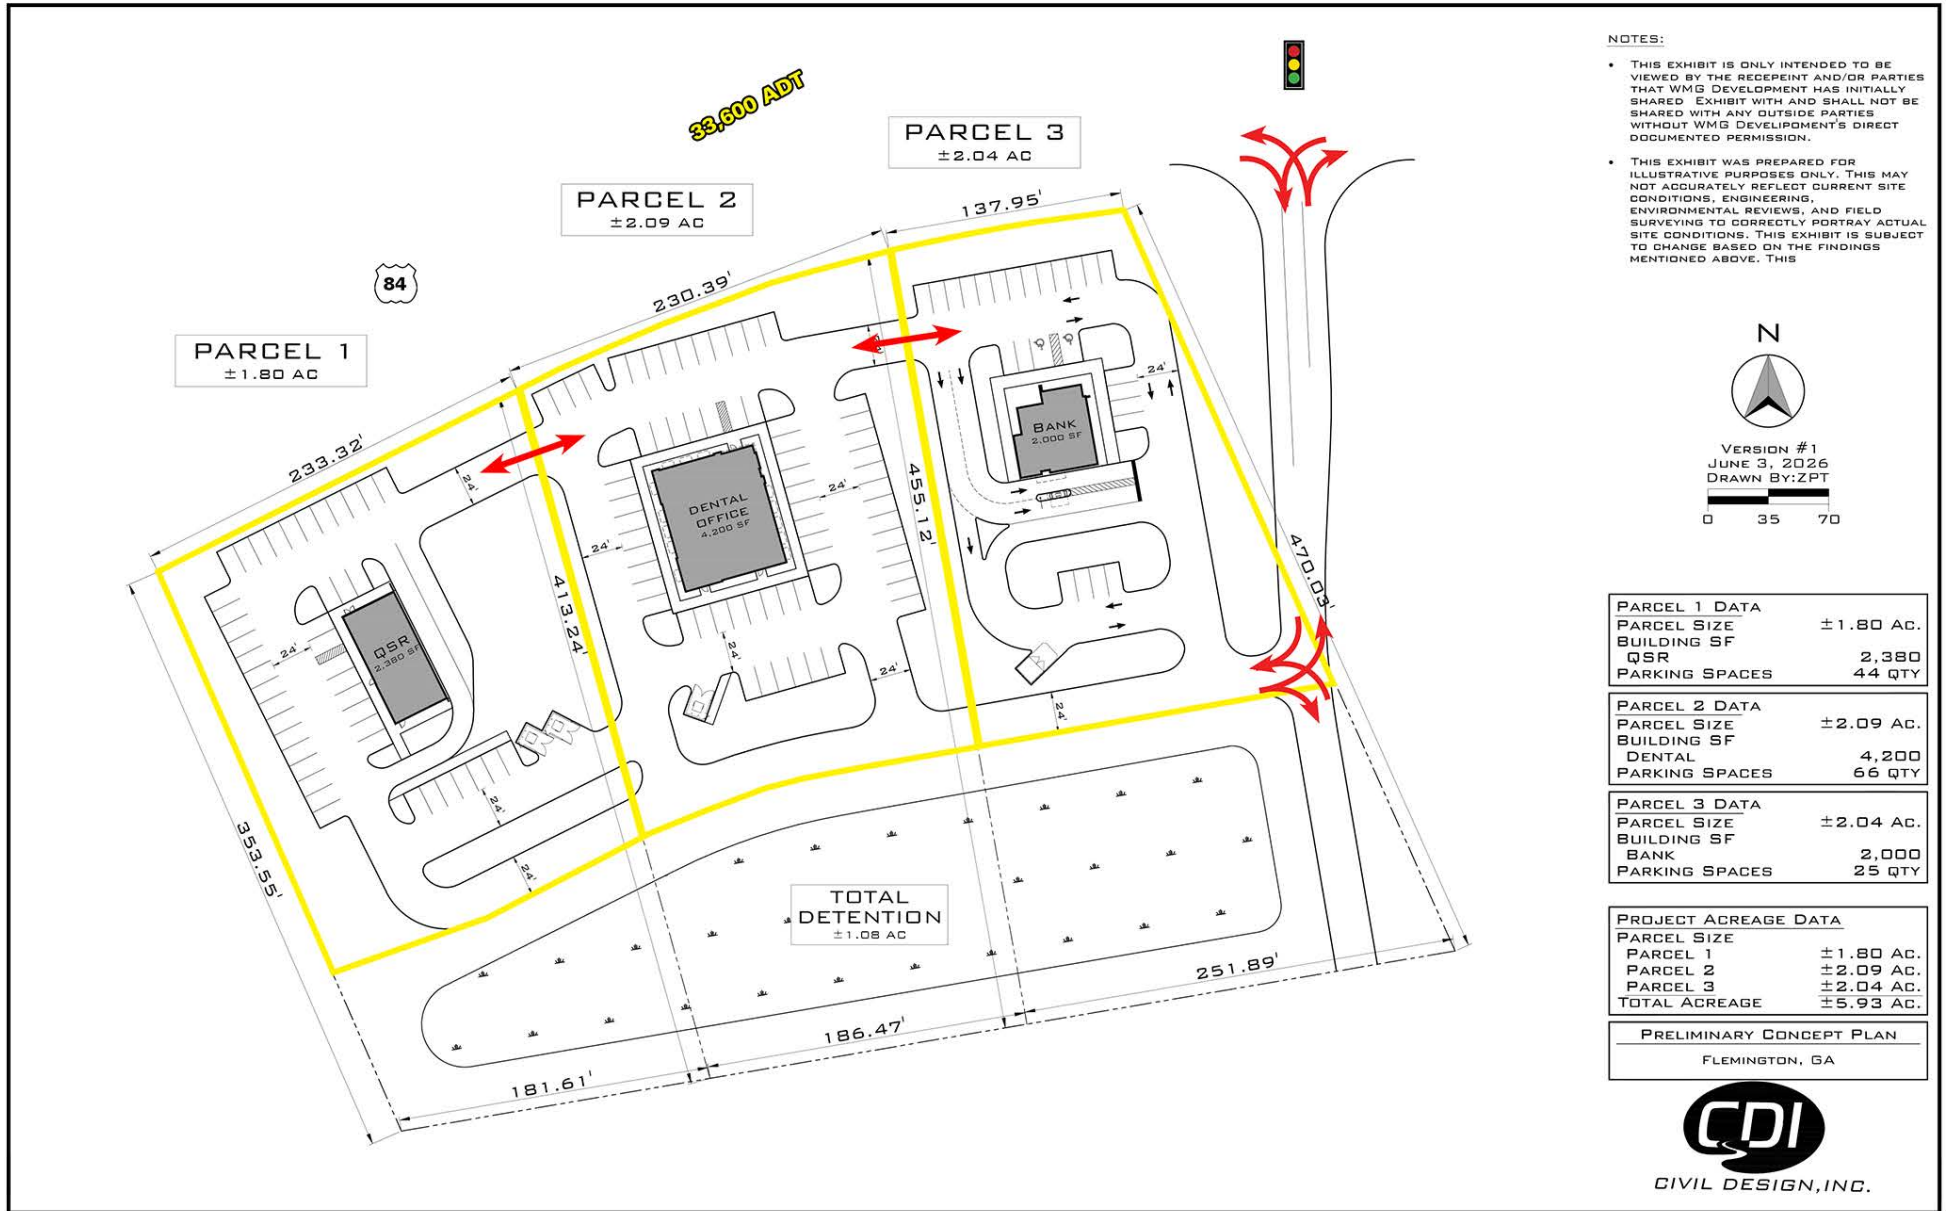 33,600 ADT
84
PARCEL 1
±1.80 AC
PARCEL 2
±2.09 AC
PARCEL 3
±2.04 AC
233.32'
230.39'
137.95'
353.55'
413.24'
455.12'
470.03'
181.61'
186.47'
251.89'
QSR
2,380 SF
DENTAL
OFFICE
4,200 SF
BANK
2,000 SF
24'
24'
24'
24'
24'
24'
24'
24'
24'
24'
TOTAL
DETENTION
±1.08 AC
NOTES:
• THIS EXHIBIT IS ONLY INTENDED TO BE
VIEWED BY THE RECEPEINT AND/OR PARTIES
THAT WMG DEVELOPMENT HAS INITIALLY
SHARED EXHIBIT WITH AND SHALL NOT BE
SHARED WITH ANY OUTSIDE PARTIES
WITHOUT WMG DEVELIPOMENT'S DIRECT
DOCUMENTED PERMISSION.
• THIS EXHIBIT WAS PREPARED FOR
ILLUSTRATIVE PURPOSES ONLY. THIS MAY
NOT ACCURATELY REFLECT CURRENT SITE
CONDITIONS, ENGINEERING,
ENVIRONMENTAL REVIEWS, AND FIELD
SURVEYING TO CORRECTLY PORTRAY ACTUAL
SITE CONDITIONS. THIS EXHIBIT IS SUBJECT
TO CHANGE BASED ON THE FINDINGS
MENTIONED ABOVE. THIS
N
VERSION #1
JUNE 3, 2026
DRAWN BY:ZPT
0 35 70
PARCEL 1 DATA
PARCEL SIZE ±1.80 AC.
BUILDING SF
QSR 2,380
PARKING SPACES 44 QTY
PARCEL 2 DATA
PARCEL SIZE ±2.09 AC.
BUILDING SF
DENTAL 4,200
PARKING SPACES 66 QTY
PARCEL 3 DATA
PARCEL SIZE ±2.04 AC.
BUILDING SF
BANK 2,000
PARKING SPACES 25 QTY
PROJECT ACREAGE DATA
PARCEL SIZE
PARCEL 1 ±1.80 AC.
PARCEL 2 ±2.09 AC.
PARCEL 3 ±2.04 AC.
TOTAL ACREAGE ±5.93 AC.
PRELIMINARY CONCEPT PLAN
FLEMINGTON, GA
CDI
CIVIL DESIGN, INC.